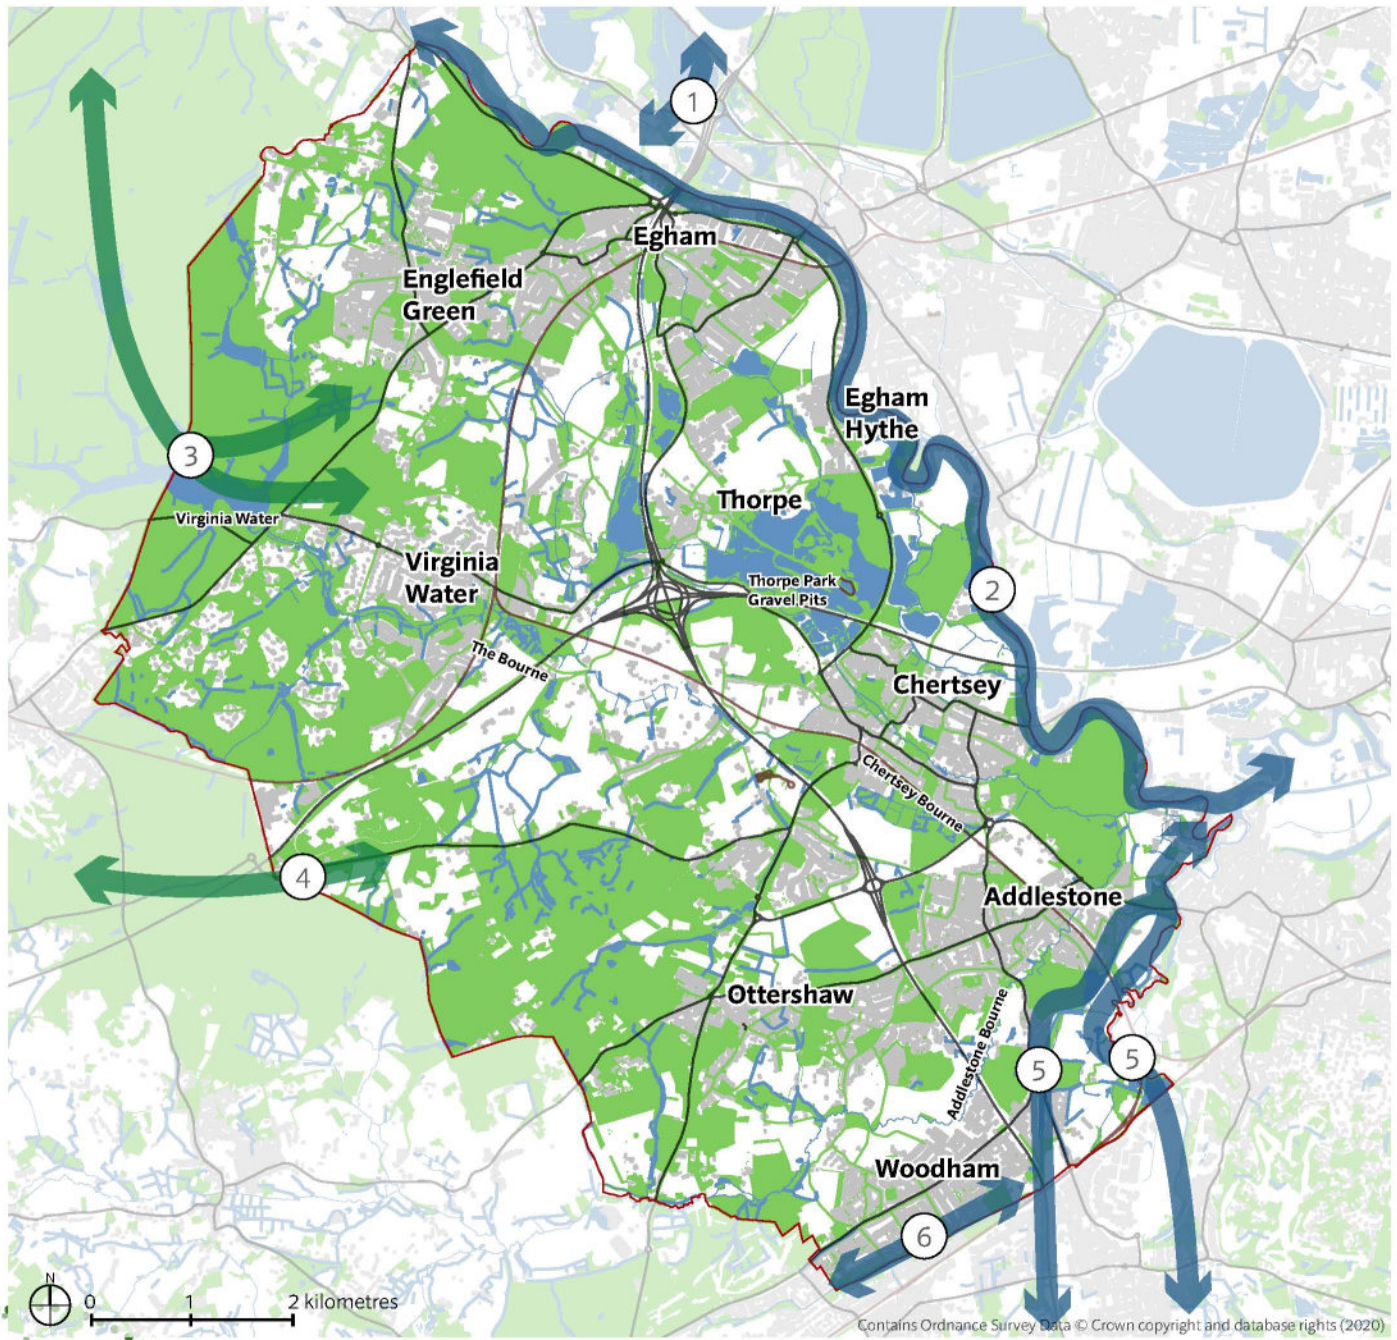 1
Egham
Englefield
Green
Egham
Hythe
3
Thorpe
Virginia Water
Virginia
Water
Thorpe Park
Gravel Pits
2
The Bourne
Chertsey
Chertsey Bourne
4
Addlestone
Ottershaw
Addlestone Bourne
5
5
Woodham
6
N
0 1 2 kilometres
Contains Ordnance Survey Data © Crown copyright and database rights (2020)